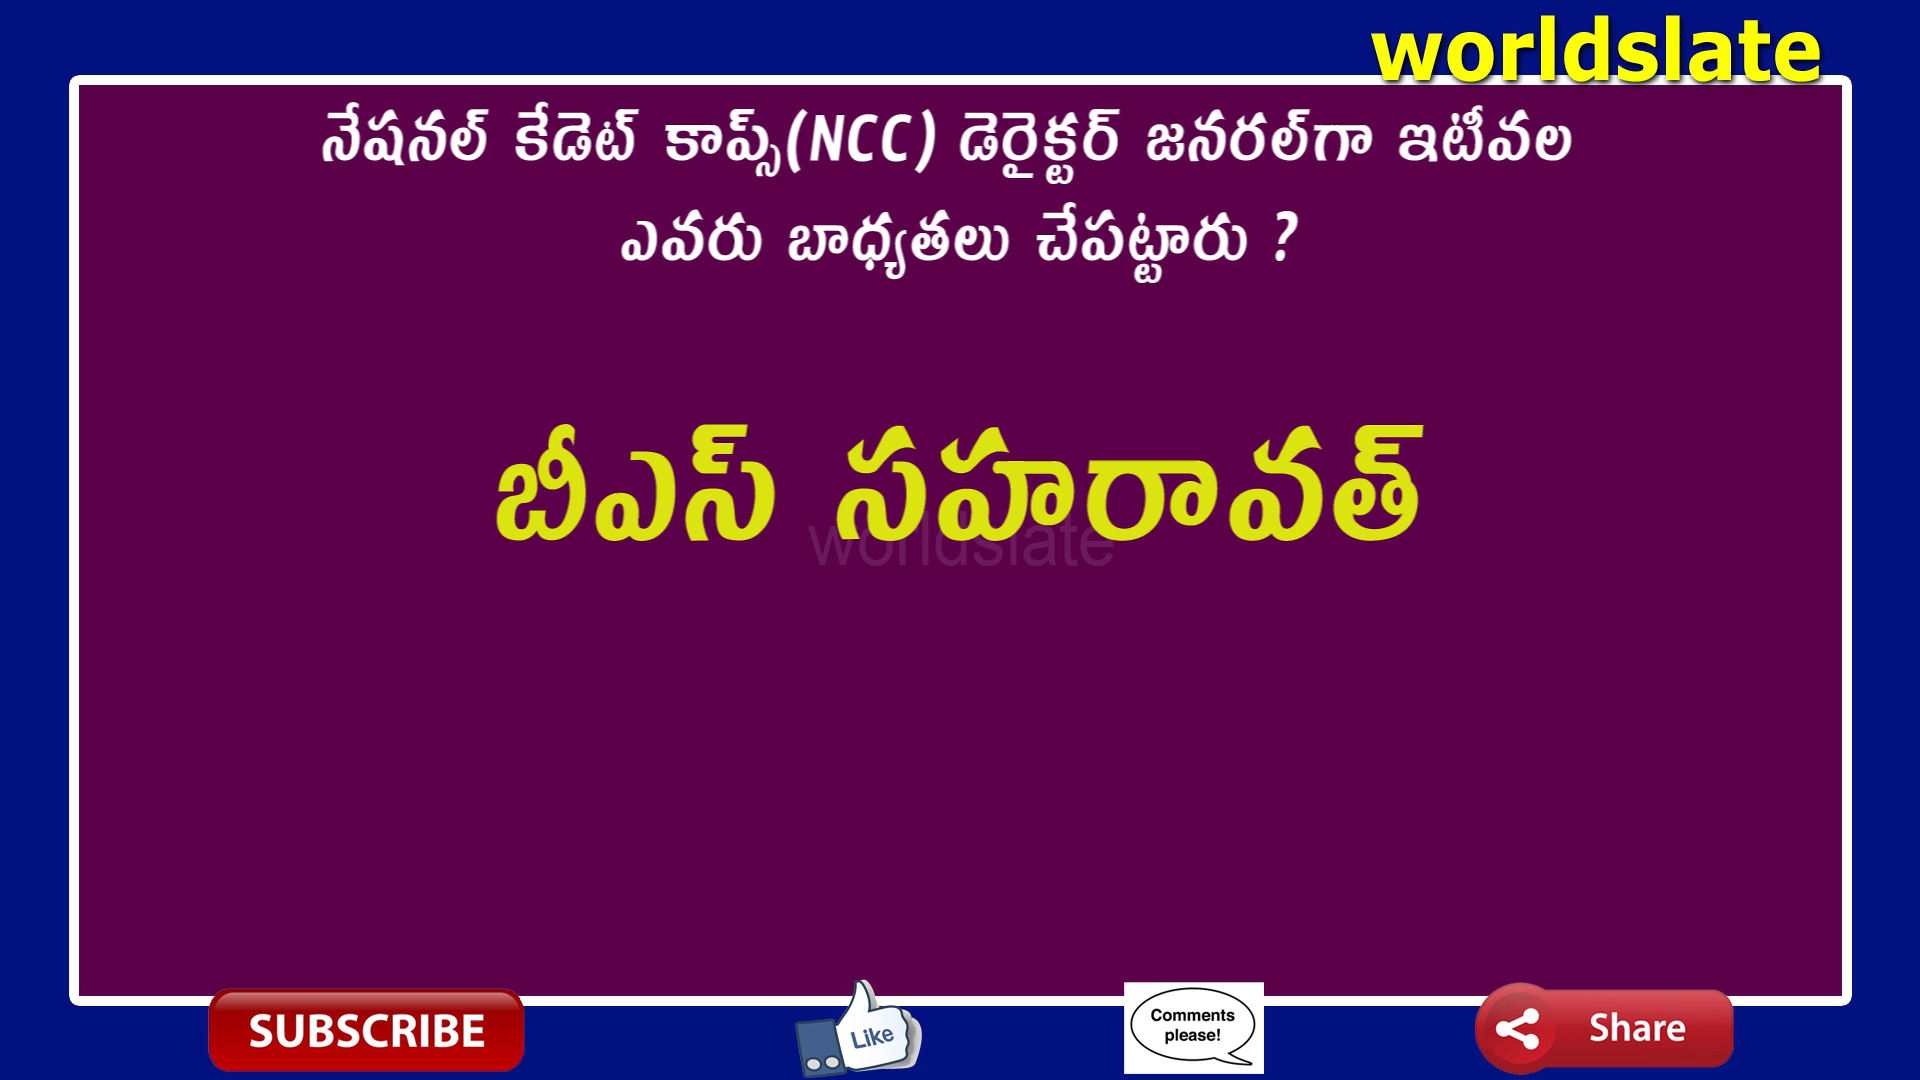 worldslate
నేషనల్ కేడెట్ కాప్స్(NCC) డెరైక్టర్ జనరల్‌గా ఇటీవల
ఎవరు బాధ్యతలు చేపట్టారు ?
బీఎస్ సహరావత్
worldslate
SUBSCRIBE
Like
Comments
please!
Share